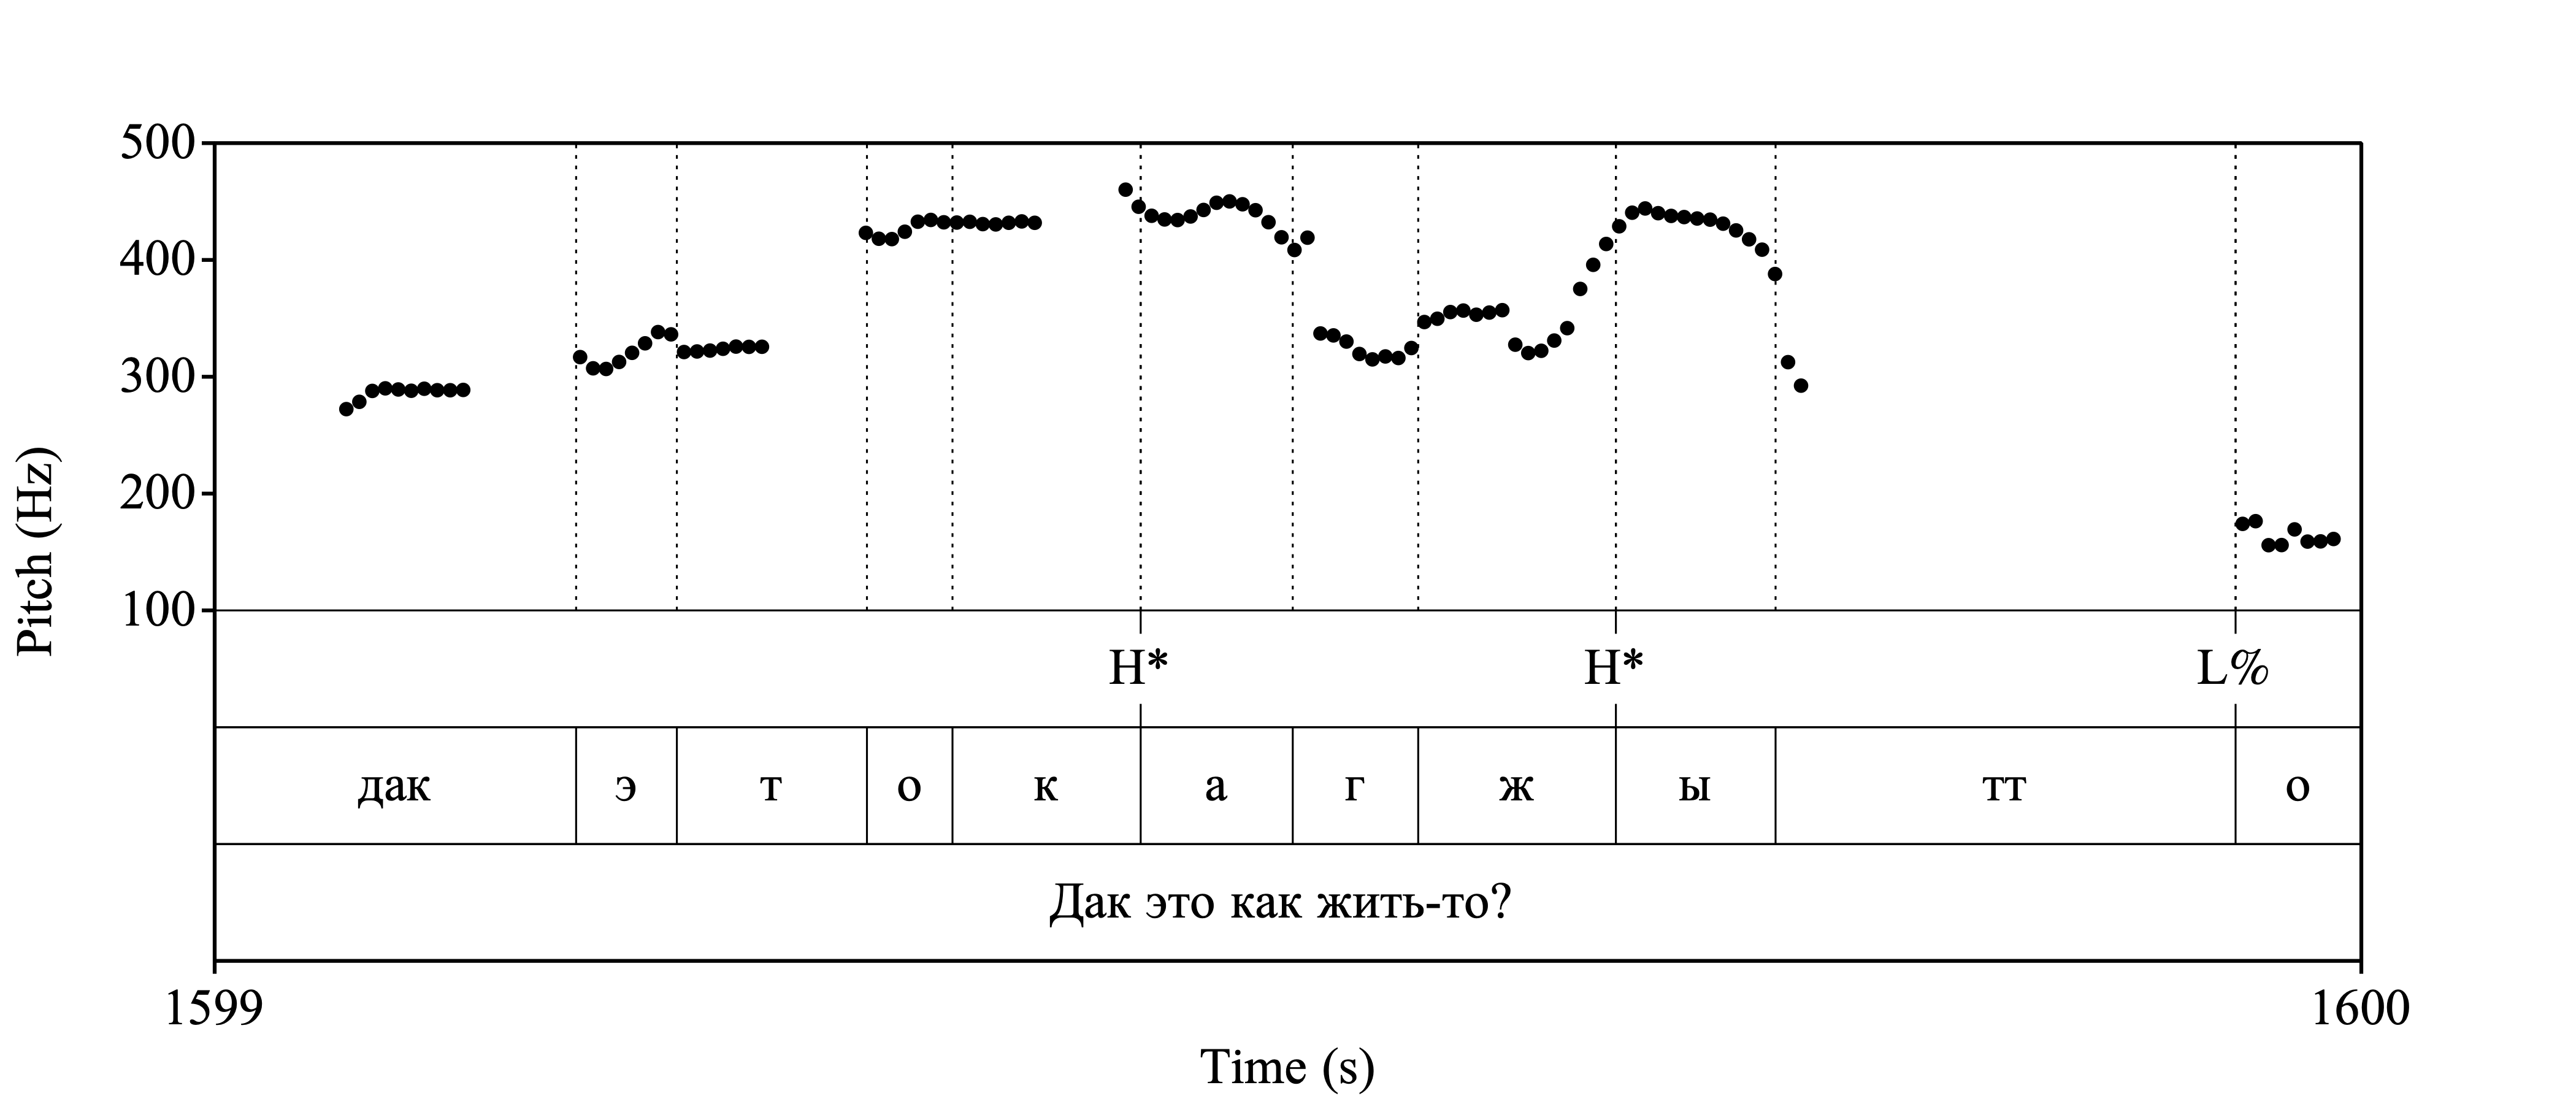 500
400
300
200
100
Pitch (Hz)
H* H* L%
дак э т о к а г ж ы тт о
Дак это как жить-то?
1599 1600
Time (s)